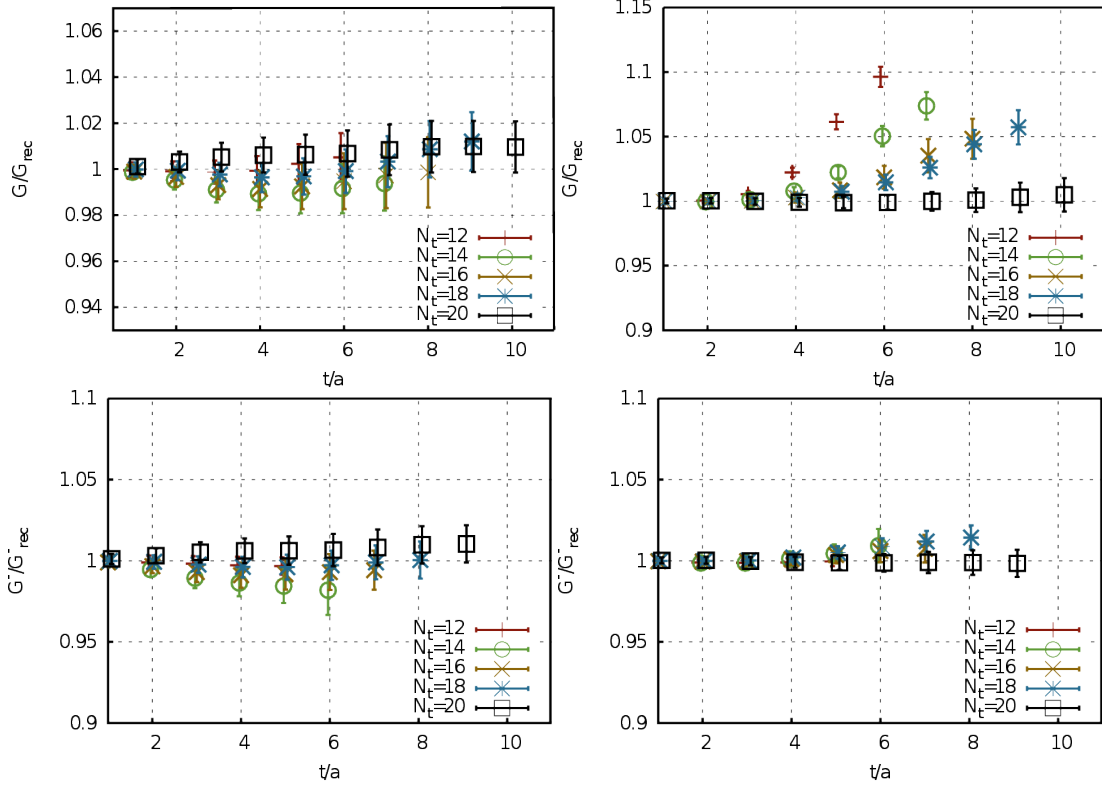 1.06
1.04
1.02
1
0.98
0.96
0.94
G/G_rec
N_t=12
N_t=14
N_t=16
N_t=18
N_t=20
2 4 6 8 10
t/a
1.15
1.1
1.05
1
0.95
0.9
G/G_rec
N_t=12
N_t=14
N_t=16
N_t=18
N_t=20
2 4 6 8 10
t/a
1.1
1.05
1
0.95
0.9
G^-/G^-_rec
N_t=12
N_t=14
N_t=16
N_t=18
N_t=20
2 4 6 8 10
t/a
1.1
1.05
1
0.95
0.9
G^-/G^-_rec
N_t=12
N_t=14
N_t=16
N_t=18
N_t=20
2 4 6 8 10
t/a